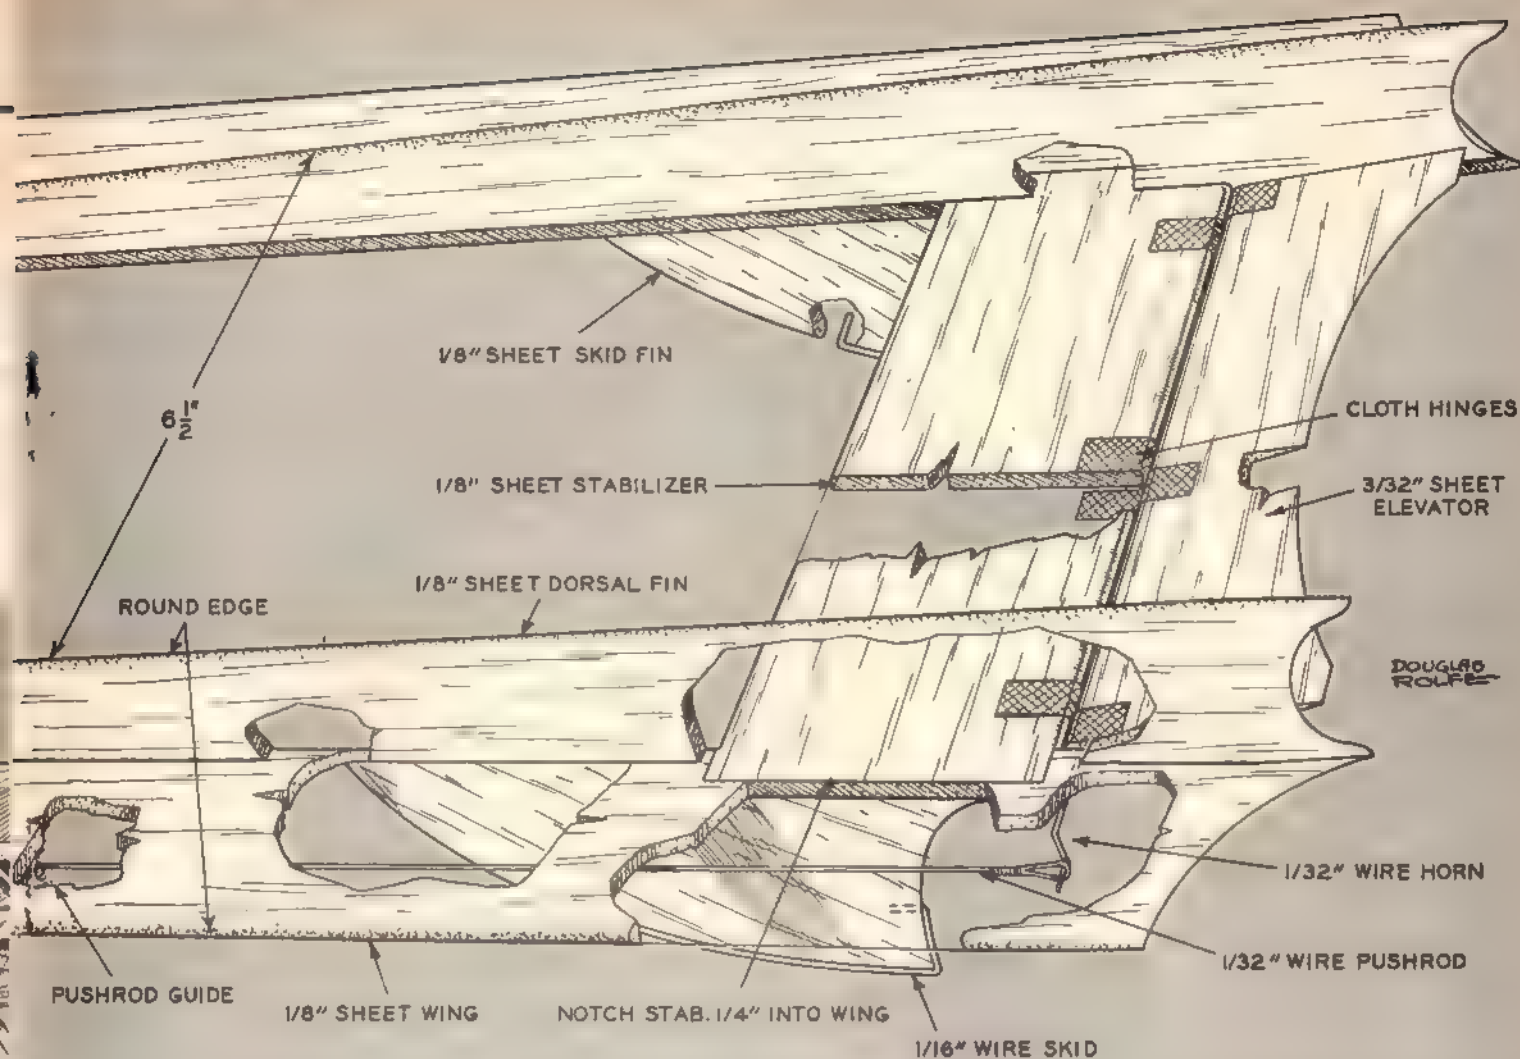 1/8" SHEET SKID FIN
6 1/2"
CLOTH HINGES
1/8" SHEET STABILIZER
3/32" SHEET
ELEVATOR
1/8" SHEET DORSAL FIN
ROUND EDGE
DOUGLAS
ROLFE
1/32" WIRE HORN
1/32" WIRE PUSHROD
PUSHROD GUIDE
1/8" SHEET WING
NOTCH STAB. 1/4" INTO WING
1/16" WIRE SKID